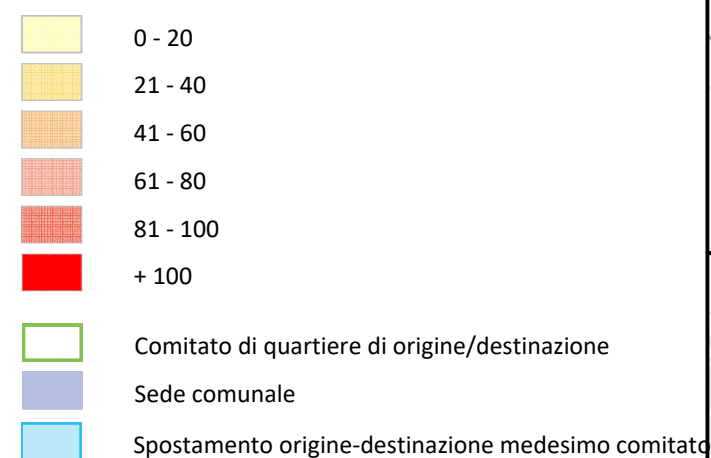 0 - 20
21 - 40
41 - 60
61 - 80
81 - 100
+ 100
Comitato di quartiere di origine/destinazione
Sede comunale
Spostamento origine-destinazione medesimo comitato